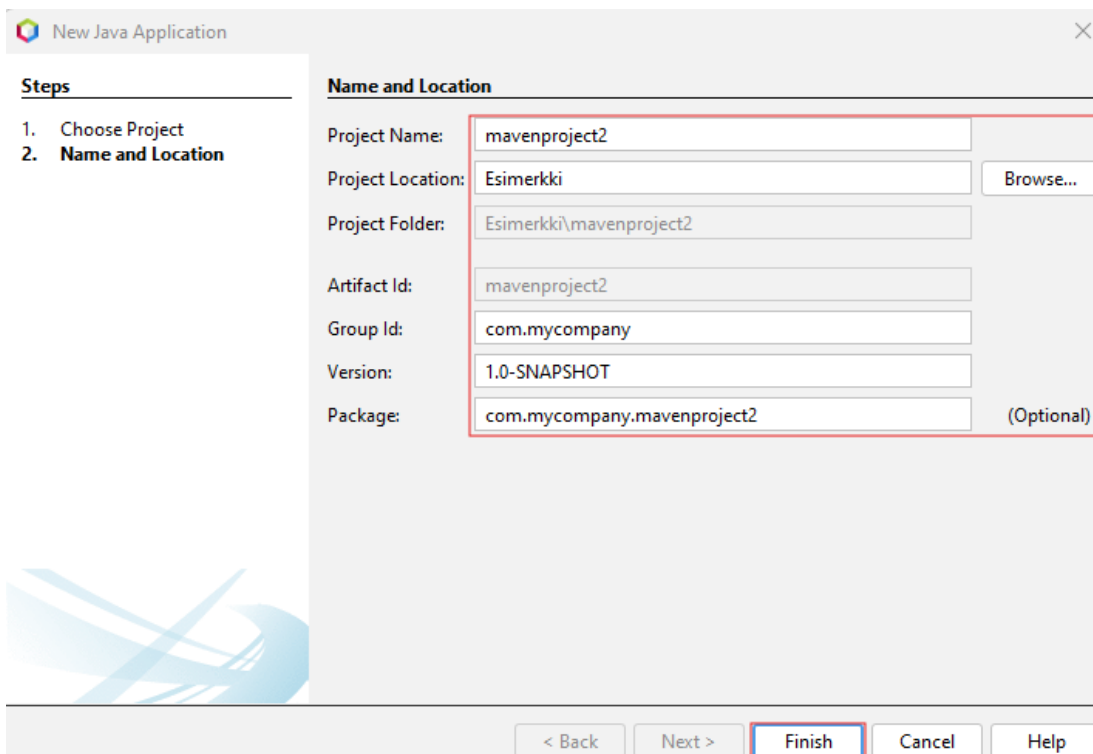 New Java Application
Steps
1. Choose Project
2. Name and Location
Name and Location
Project Name: mavenproject2
Project Location: Esimerkki Browse...
Project Folder: Esimerkki\mavenproject2
Artifact Id: mavenproject2
Group Id: com.mycompany
Version: 1.0-SNAPSHOT
Package: com.mycompany.mavenproject2 (Optional)
< Back Next > Finish Cancel Help